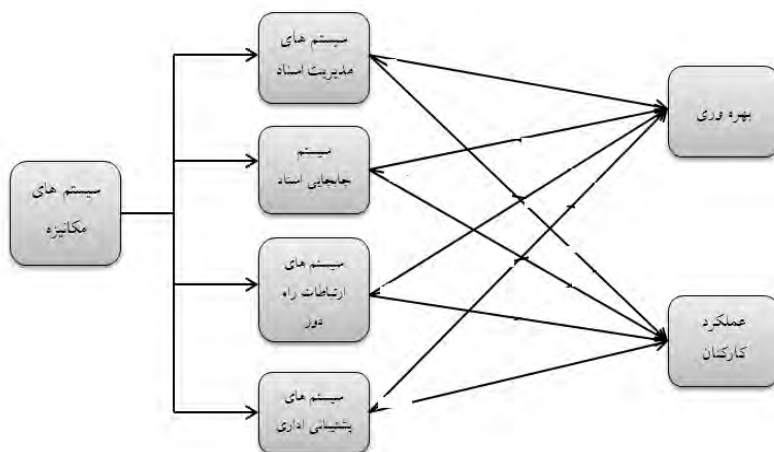 سیستم های
مدیریت اسناد
بهره وری
سیستم
جابجایی اسناد
سیستم های
مکانیزه
سیستم های
ارتباطات راه
دور
عملکرد
کارکنان
سیستم های
پشتیبانی اداری